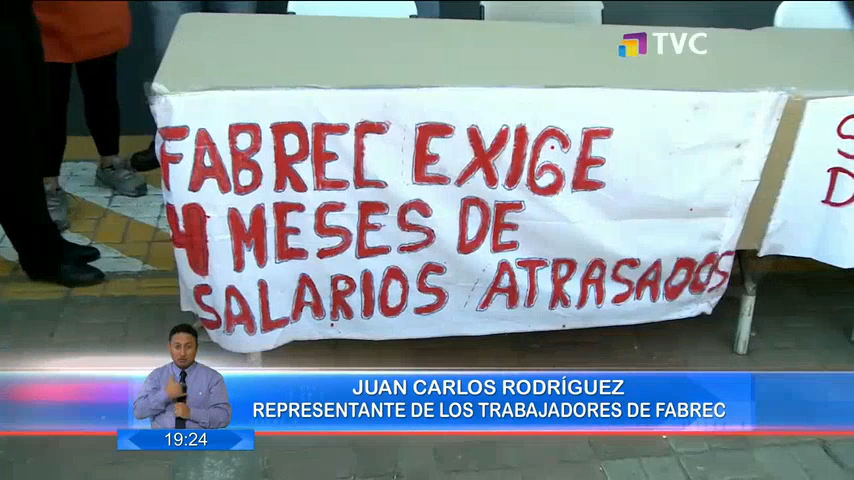 TVC
FABREC EXIGE
4 MESES DE
SALARIOS ATRASADOS
S
D
JUAN CARLOS RODRÍGUEZ
REPRESENTANTE DE LOS TRABAJADORES DE FABREC
19:24